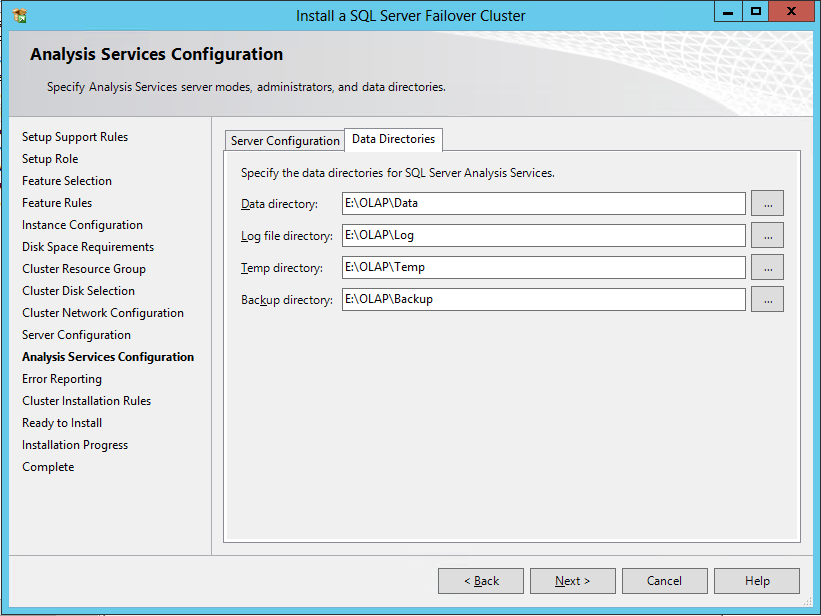 Install a SQL Server Failover Cluster
Analysis Services Configuration
Specify Analysis Services server modes, administrators, and data directories.
Setup Support Rules
Setup Role
Feature Selection
Feature Rules
Instance Configuration
Disk Space Requirements
Cluster Resource Group
Cluster Disk Selection
Cluster Network Configuration
Server Configuration
Analysis Services Configuration
Error Reporting
Cluster Installation Rules
Ready to Install
Installation Progress
Complete
Server Configuration
Data Directories
Specify the data directories for SQL Server Analysis Services.
Data directory: E:\OLAP\Data ...
Log file directory: E:\OLAP\Log ...
Temp directory: E:\OLAP\Temp ...
Backup directory: E:\OLAP\Backup ...
< Back
Next >
Cancel
Help